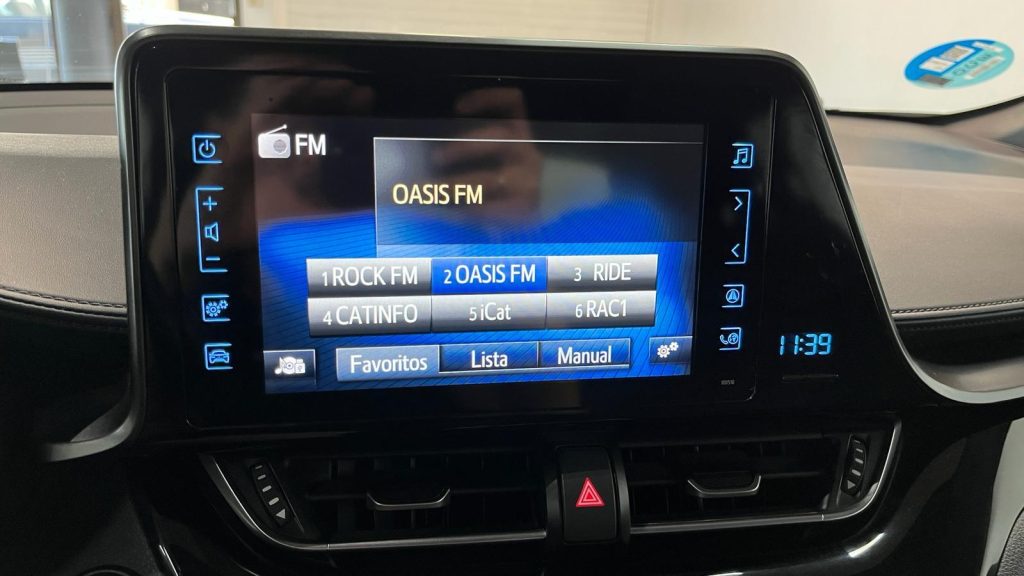 FM
OASIS FM
1 ROCK FM 2 OASIS FM 3 RIDE
4 CATINFO 5 iCat 6 RAC1
Favoritos Lista Manual
11:39